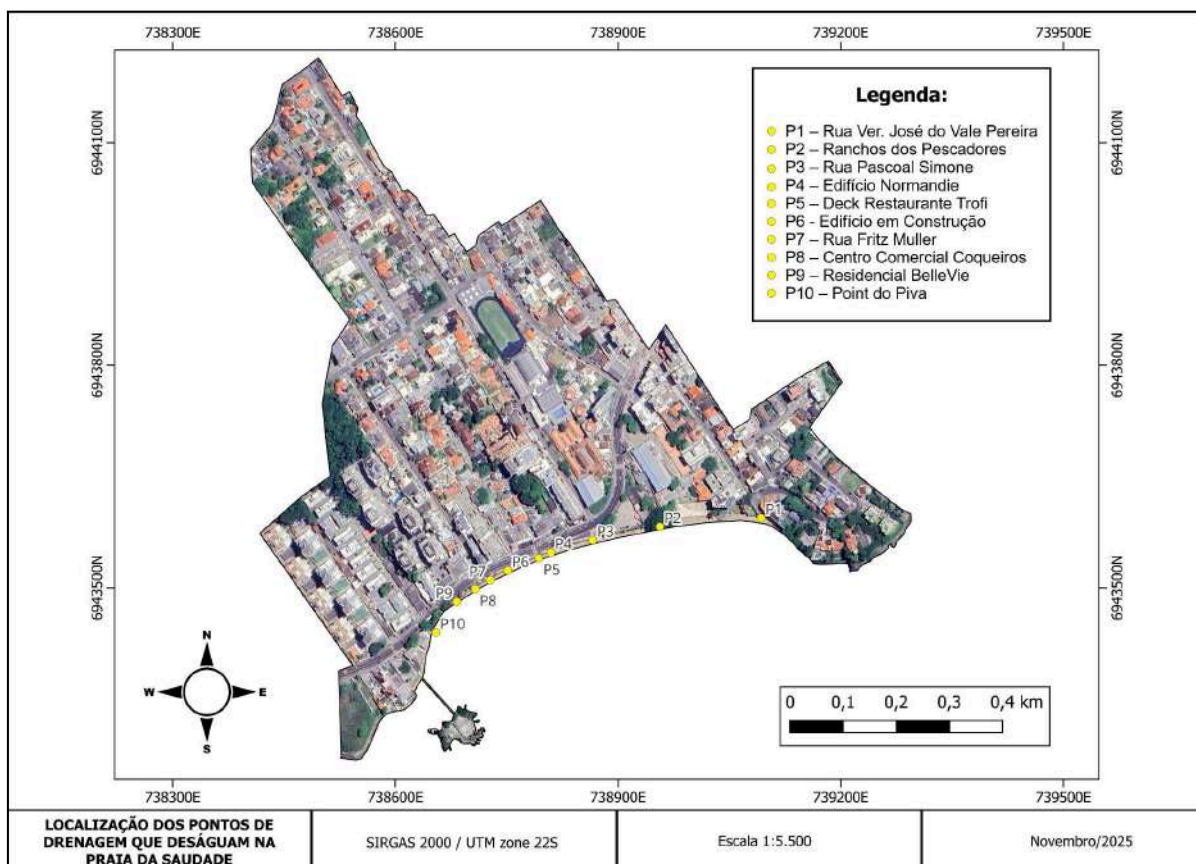 738300E
738600E
738900E
739200E
739500E
6944100N
6944100N
6943800N
6943800N
6943500N
6943500N
Legenda:
P1 – Rua Ver. José do Vale Pereira
P2 – Ranchos dos Pescadores
P3 – Rua Pascoal Simone
P4 – Edifício Normandie
P5 – Deck Restaurante Trofi
P6 - Edifício em Construção
P7 – Rua Fritz Muller
P8 – Centro Comercial Coqueiros
P9 – Residencial BelleVie
P10 – Point do Piva
P1
P2
P3
P4
P5
P6
P7
P8
P9
P10
N
W
E
S
0 0,1 0,2 0,3 0,4 km
738300E
738600E
738900E
739200E
739500E
LOCALIZAÇÃO DOS PONTOS DE
DRENAGEM QUE DESÁGUAM NA
PRAIA DA SAUDADE
SIRGAS 2000 / UTM zone 22S
Escala 1:5.500
Novembro/2025